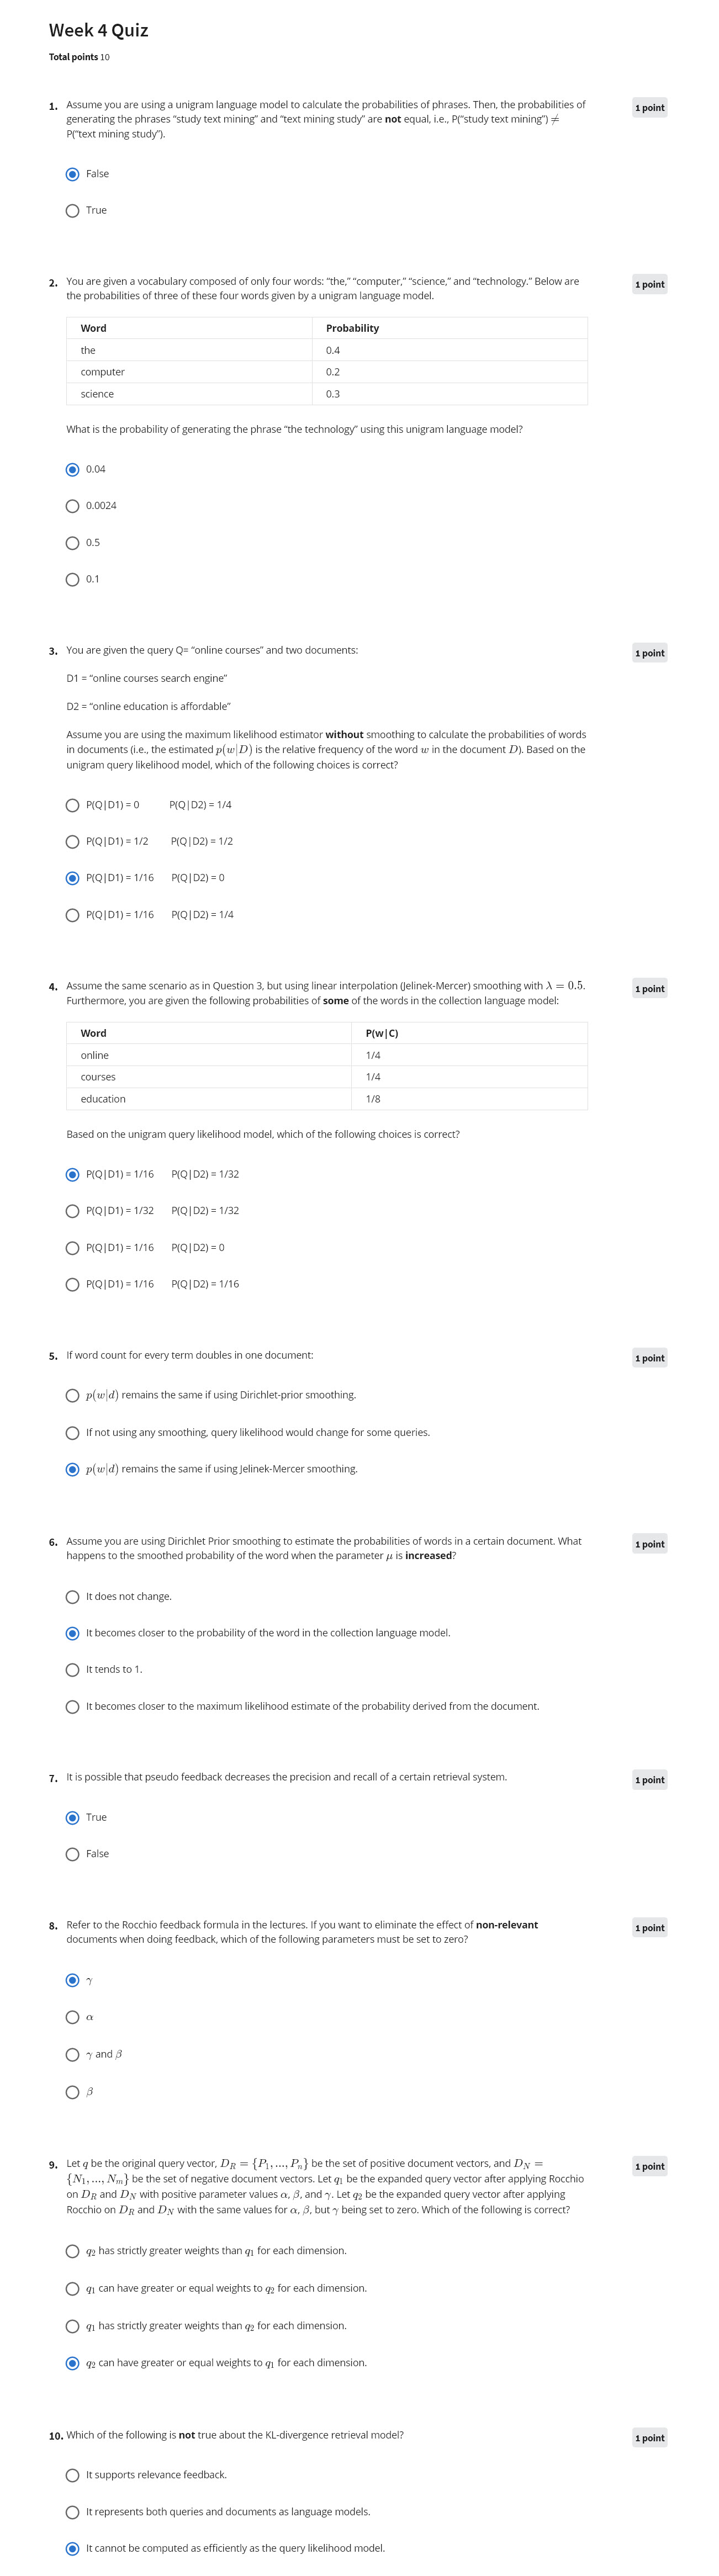 Week 4 Quiz
Total points 10
1. Assume you are using a unigram language model to calculate the probabilities of phrases. Then, the probabilities of
generating the phrases “study text mining” and “text mining study” are not equal, i.e., P(“study text mining”) ≠
P(“text mining study”).
1 point
False
True
2. You are given a vocabulary composed of only four words: “the,” “computer,” “science,” and “technology.” Below are
the probabilities of three of these four words given by a unigram language model.
1 point
Word Probability
the 0.4
computer 0.2
science 0.3
What is the probability of generating the phrase “the technology” using this unigram language model?
0.04
0.0024
0.5
0.1
3. You are given the query Q= “online courses” and two documents:
1 point
D1 = “online courses search engine”
D2 = “online education is affordable”
Assume you are using the maximum likelihood estimator without smoothing to calculate the probabilities of words
in documents (i.e., the estimated p(w|D) is the relative frequency of the word w in the document D). Based on the
unigram query likelihood model, which of the following choices is correct?
P(Q|D1) = 0 P(Q|D2) = 1/4
P(Q|D1) = 1/2 P(Q|D2) = 1/2
P(Q|D1) = 1/16 P(Q|D2) = 0
P(Q|D1) = 1/16 P(Q|D2) = 1/4
4. Assume the same scenario as in Question 3, but using linear interpolation (Jelinek-Mercer) smoothing with λ = 0.5.
Furthermore, you are given the following probabilities of some of the words in the collection language model:
1 point
Word P(w|C)
online 1/4
courses 1/4
education 1/8
Based on the unigram query likelihood model, which of the following choices is correct?
P(Q|D1) = 1/16 P(Q|D2) = 1/32
P(Q|D1) = 1/32 P(Q|D2) = 1/32
P(Q|D1) = 1/16 P(Q|D2) = 0
P(Q|D1) = 1/16 P(Q|D2) = 1/16
5. If word count for every term doubles in one document:
1 point
p(w|d) remains the same if using Dirichlet-prior smoothing.
If not using any smoothing, query likelihood would change for some queries.
p(w|d) remains the same if using Jelinek-Mercer smoothing.
6. Assume you are using Dirichlet Prior smoothing to estimate the probabilities of words in a certain document. What
happens to the smoothed probability of the word when the parameter μ is increased?
1 point
It does not change.
It becomes closer to the probability of the word in the collection language model.
It tends to 1.
It becomes closer to the maximum likelihood estimate of the probability derived from the document.
7. It is possible that pseudo feedback decreases the precision and recall of a certain retrieval system.
1 point
True
False
8. Refer to the Rocchio feedback formula in the lectures. If you want to eliminate the effect of non-relevant
documents when doing feedback, which of the following parameters must be set to zero?
1 point
γ
α
γ and β
β
9. Let q be the original query vector, D_R = {P_1, ..., P_n} be the set of positive document vectors, and D_N =
{N_1, ..., N_m} be the set of negative document vectors. Let q_1 be the expanded query vector after applying Rocchio
on D_R and D_N with positive parameter values α, β, and γ. Let q_2 be the expanded query vector after applying
Rocchio on D_R and D_N with the same values for α, β, but γ being set to zero. Which of the following is correct?
1 point
q_2 has strictly greater weights than q_1 for each dimension.
q_1 can have greater or equal weights to q_2 for each dimension.
q_1 has strictly greater weights than q_2 for each dimension.
q_2 can have greater or equal weights to q_1 for each dimension.
10. Which of the following is not true about the KL-divergence retrieval model?
1 point
It supports relevance feedback.
It represents both queries and documents as language models.
It cannot be computed as efficiently as the query likelihood model.